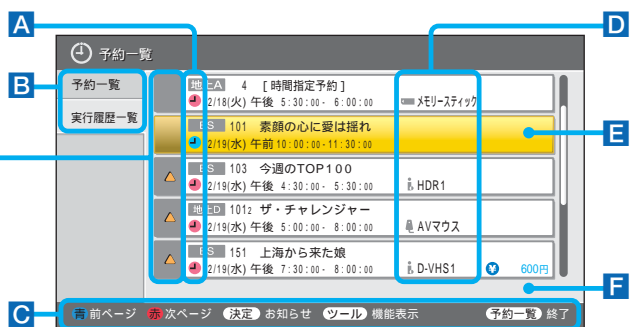 A
D
予約一覧
B
予約一覧
実行履歴一覧
地上A 4 [時間指定予約]
2/18(火) 午後 5:30:00- 6:00:00 メモリースティック
BS 101 素顔の心に愛は揺れ
2/19(水) 午前10:00:00-11:30:00
E
BS 103 今週のTOP100
2/19(水) 午後 4:30:00- 5:30:00 HDR1
地上D 1012 ザ・チャレンジャー
2/19(水) 午後 5:00:00- 8:00:00 AVマウス
BS 151 上海から来た娘
2/19(水) 午後 7:30:00- 8:00:00 D-VHS1 ¥ 600円
F
C
青 前ページ 赤 次ページ 決定 お知らせ ツール 機能表示 予約一覧 終了